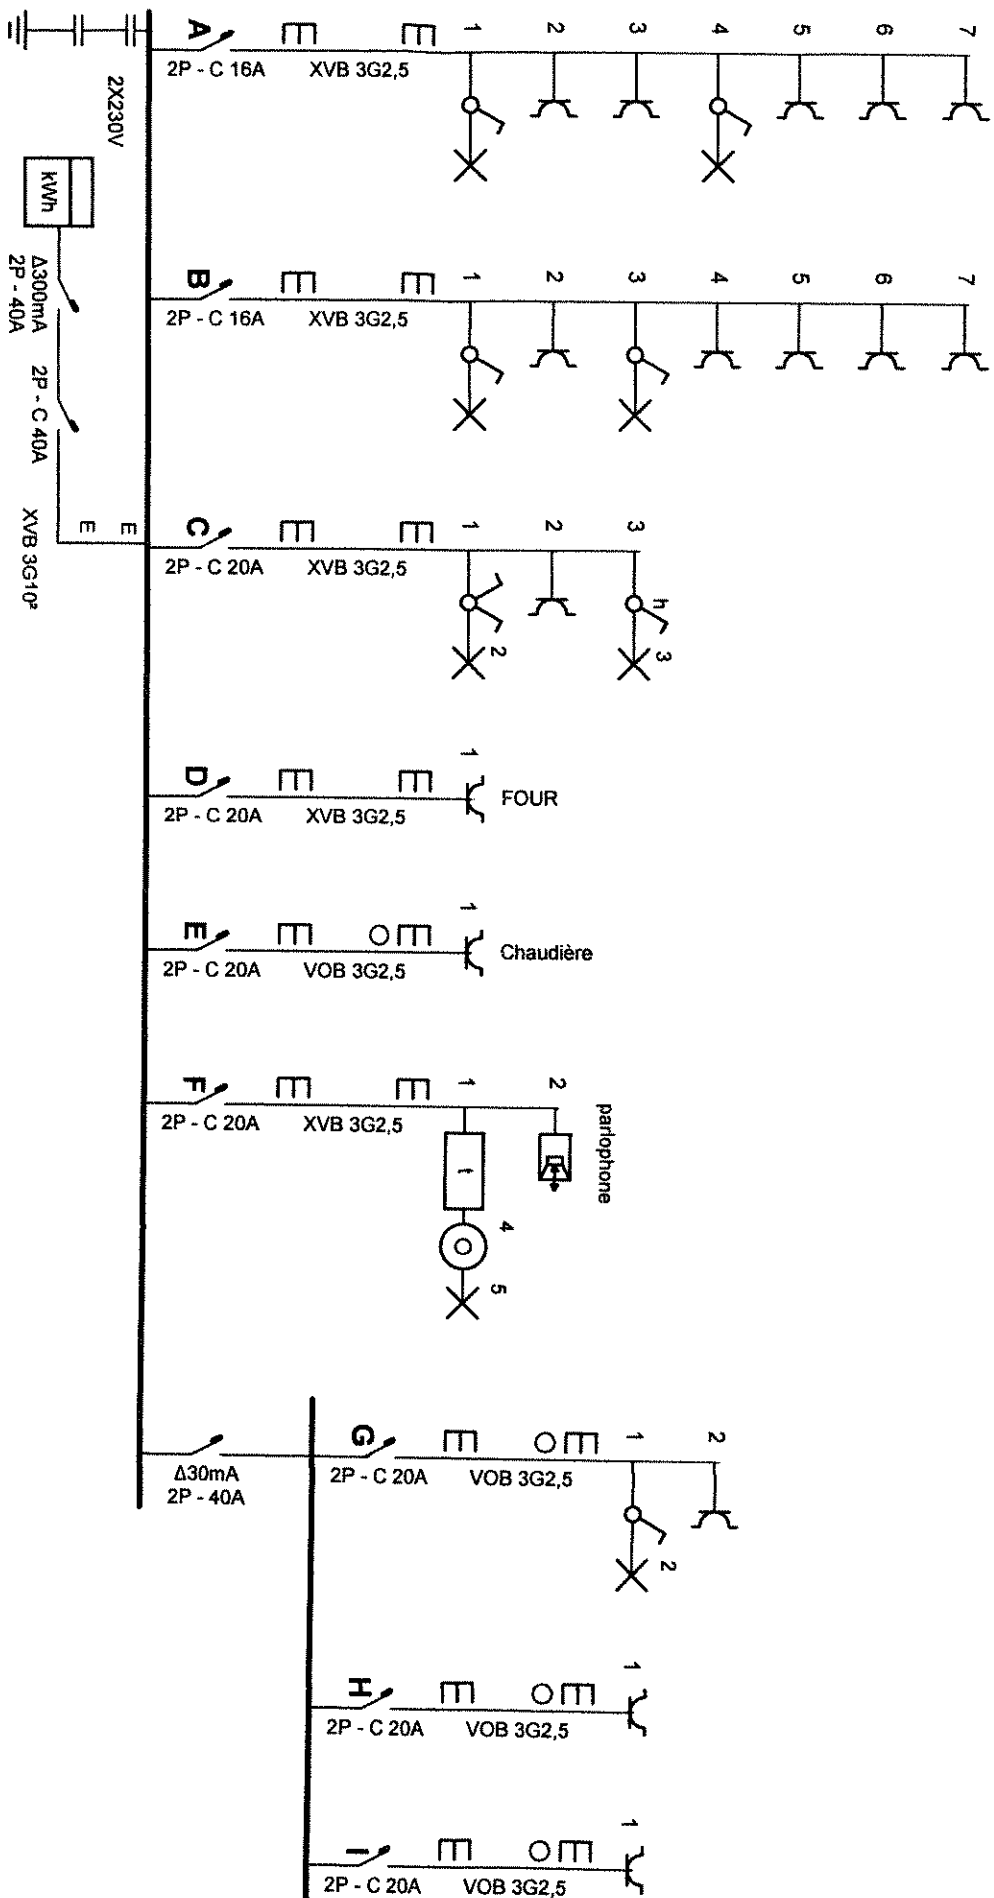 1 2 3 4 5 6 7
A
2P - C 16A XVB 3G2,5
2X230V
kWh
Δ300mA
2P - 40A
2P - C 40A
XVB 3G10²
E E
1 2 3 4 5 6 7
B
2P - C 16A XVB 3G2,5
1 2 3
C
2P - C 20A XVB 3G2,5
2
h
3
1
D
2P - C 20A XVB 3G2,5
FOUR
1
E
2P - C 20A VOB 3G2,5
Chaudière
1 2
F
2P - C 20A XVB 3G2,5
parlophone
t
4
5
Δ30mA
2P - 40A
1 2
G
2P - C 20A VOB 3G2,5
2
1
H
2P - C 20A VOB 3G2,5
1
I
2P - C 20A VOB 3G2,5